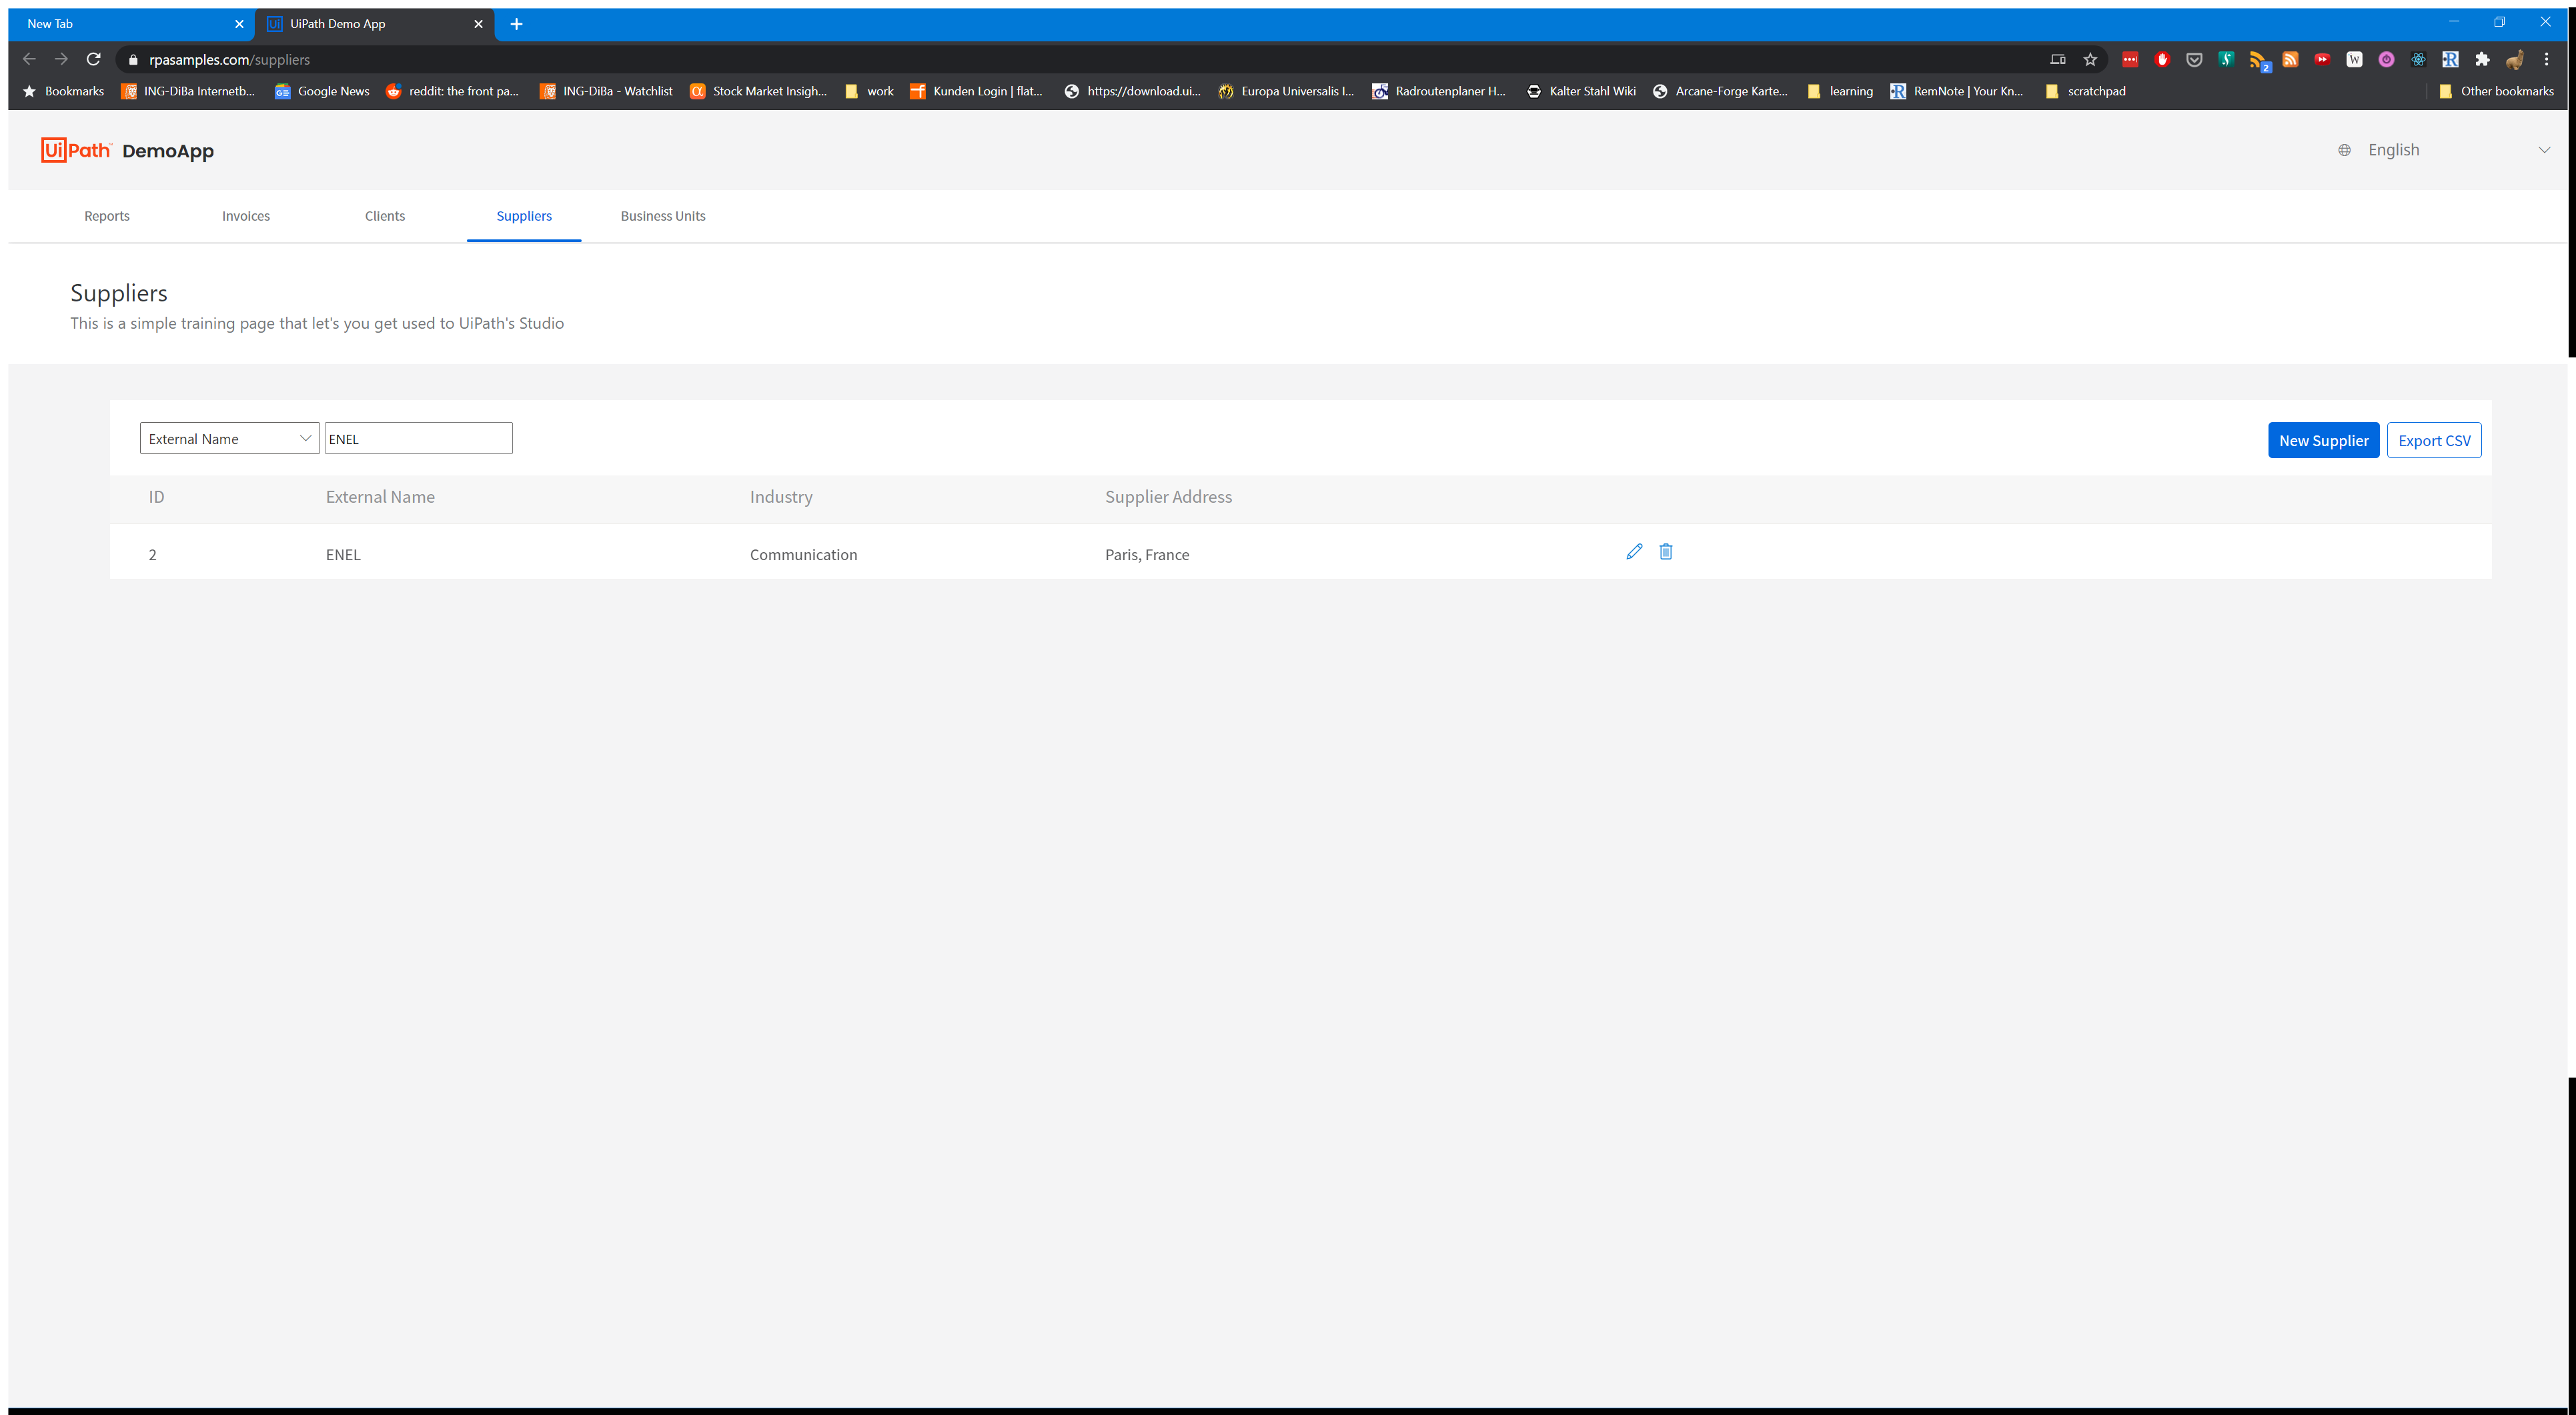 New Tab
UiPath Demo App
rpasamples.com/suppliers
2
W
R
Bookmarks
ING-DiBa Internetb...
Google News
reddit: the front pa...
ING-DiBa - Watchlist
Stock Market Insigh...
work
Kunden Login | flat...
https://download.ui...
Europa Universalis I...
Radroutenplaner H...
Kalter Stahl Wiki
Arcane-Forge Karte...
learning
RemNote | Your Kn...
scratchpad
Other bookmarks
UiPath™ DemoApp
English
Reports
Invoices
Clients
Suppliers
Business Units
Suppliers
This is a simple training page that let's you get used to UiPath's Studio
External Name
ENEL
New Supplier
Export CSV
ID External Name Industry Supplier Address
2 ENEL Communication Paris, France